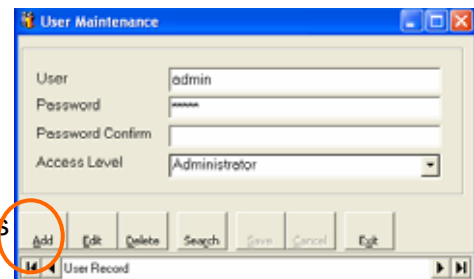 User Maintenance
User admin
Password *****
Password Confirm
Access Level Administrator
s
Add Edit Delete Search Save Cancel Exit
User Record